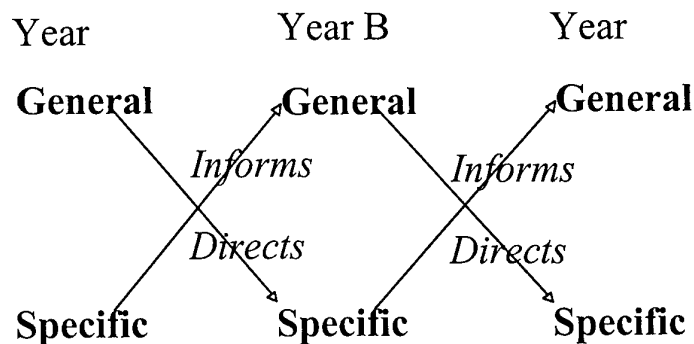 Year Year B Year
General General General
Informs Informs
Directs Directs
Specific Specific Specific